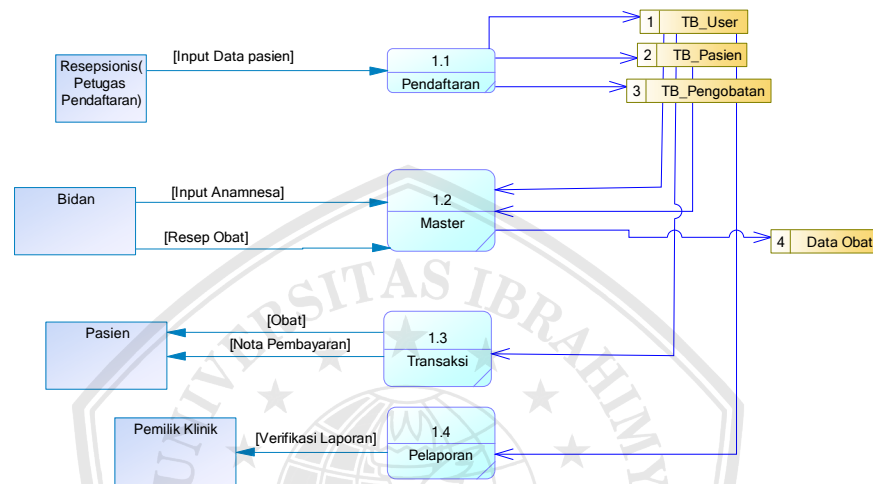 1 TB_User
[Input Data pasien]
1.1
2 TB_Pasien
Resepsionis(
Petugas
Pendaftaran)
Pendaftaran
3 TB_Pengobatan
Bidan
[Input Anamnesa]
1.2
Master
[Resep Obat]
4 Data Obat
Pasien
[Obat]
1.3
[Nota Pembayaran]
Transaksi
Pemilik Klinik
[Verifikasi Laporan]
1.4
Pelaporan
UNIVERSITAS IBRAHIMY